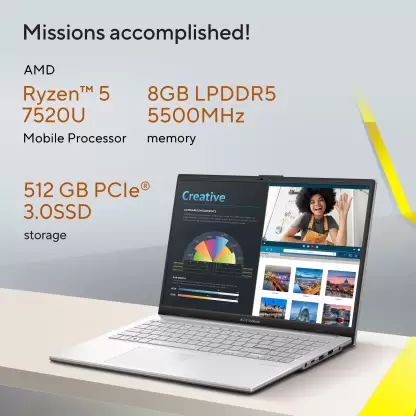 Missions accomplished!
AMD
Ryzen™ 5
7520U
Mobile Processor
8GB LPDDR5
5500MHz
memory
512 GB PCIe®
3.0SSD
storage
Creative